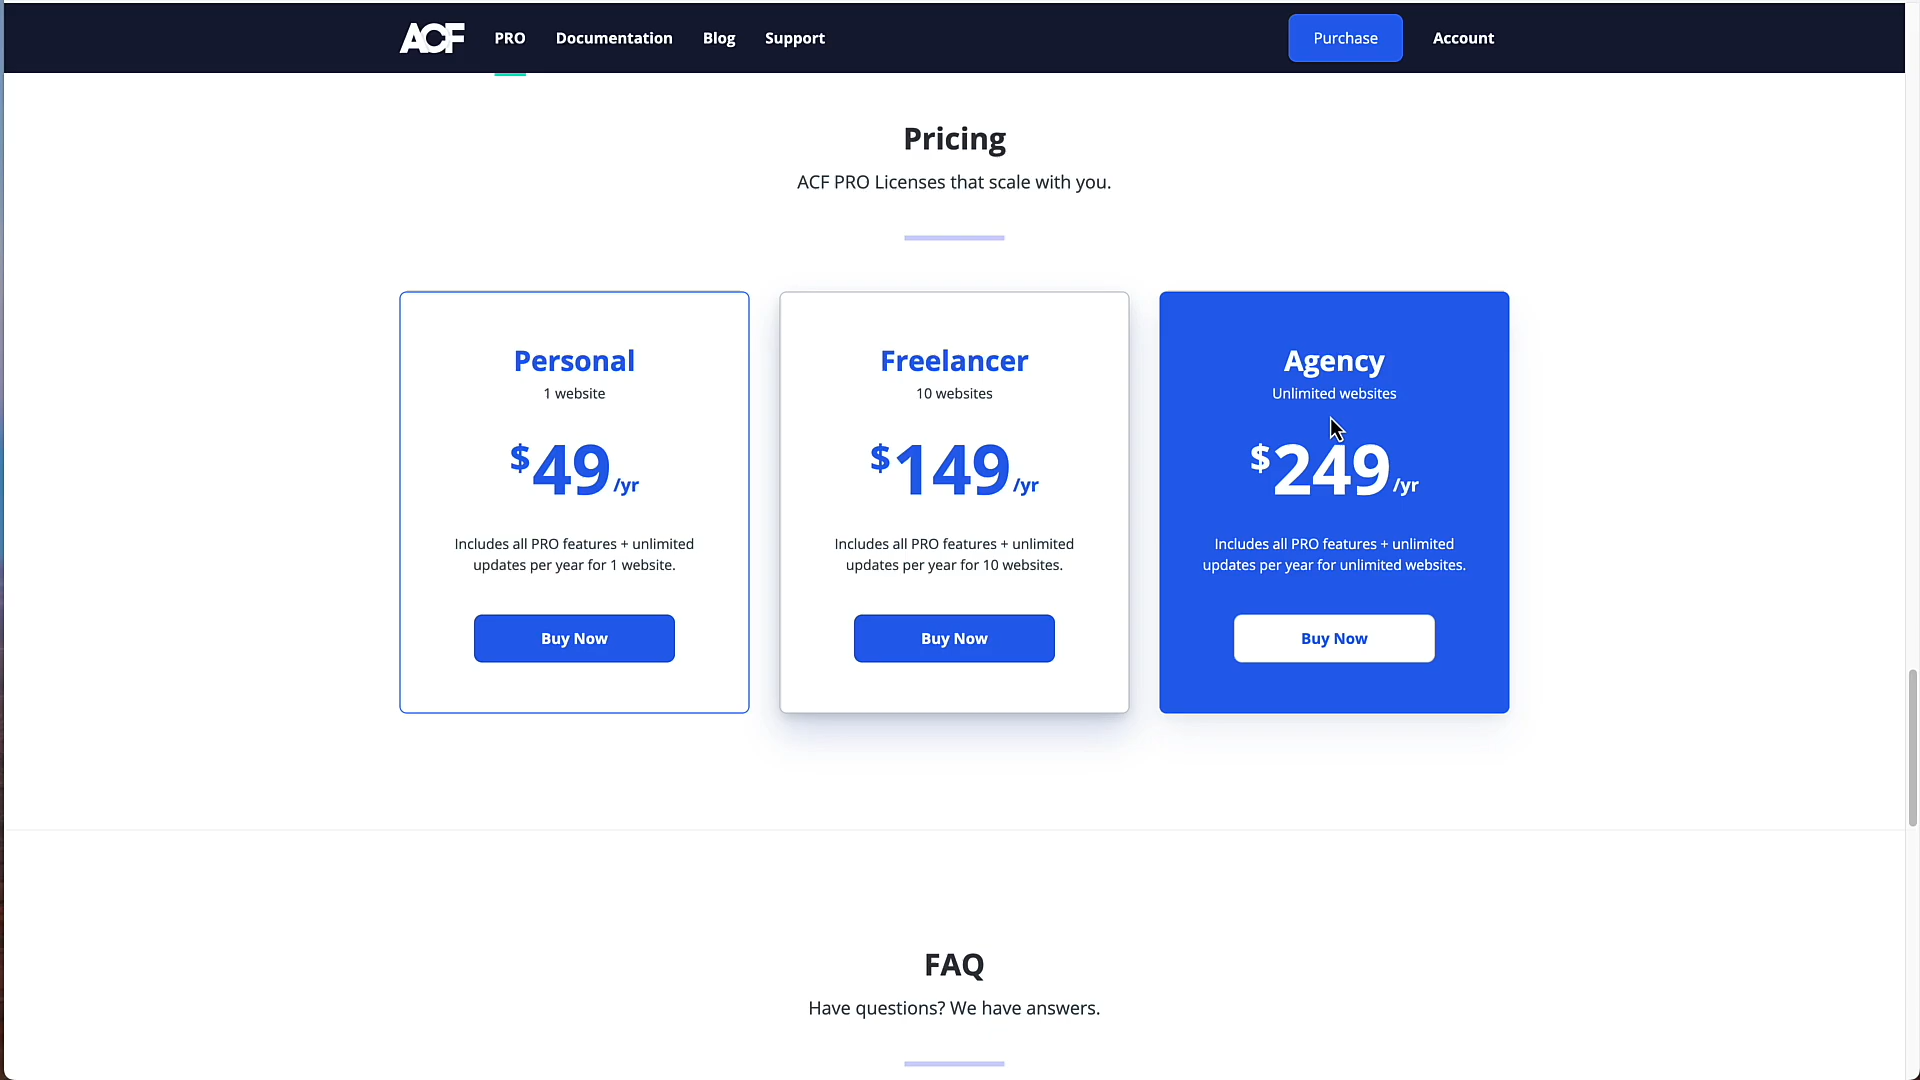 ACF PRO Documentation Blog Support Purchase Account
Pricing
ACF PRO Licenses that scale with you.
Personal
1 website
$49/yr
Includes all PRO features + unlimited
updates per year for 1 website.
Buy Now
Freelancer
10 websites
$149/yr
Includes all PRO features + unlimited
updates per year for 10 websites.
Buy Now
Agency
Unlimited websites
$249/yr
Includes all PRO features + unlimited
updates per year for unlimited websites.
Buy Now
FAQ
Have questions? We have answers.